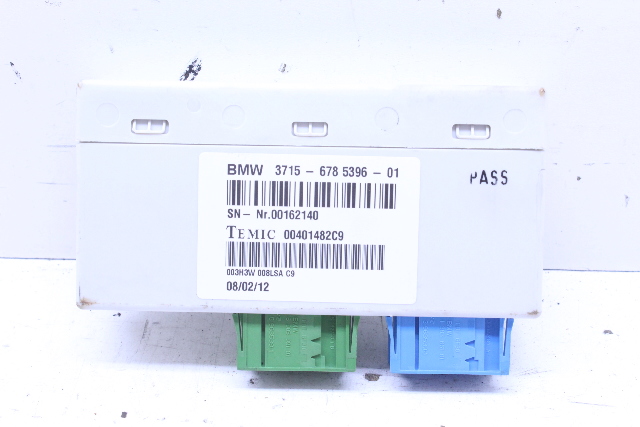 BMW 3715 - 678 5396 - 01
PASS
SN- Nr.00162140
TEMIC 00401482C9
003H3W 008LSA C9
08/02/12